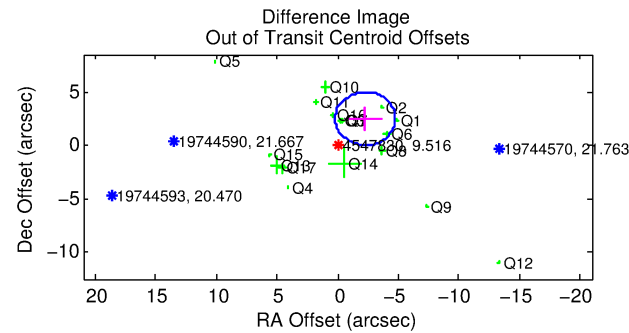 Difference Image
Out of Transit Centroid Offsets
Q5
Q10
Q11
Q2
Q16
Q1
Q6
19744590, 21.667
4547830, 9.516
19744570, 21.763
Q8
Q15
Q14
Q17
19744593, 20.470
Q4
Q9
Q12
5
0
−5
−10
Dec Offset (arcsec)
20 15 10 5 0 −5 −10 −15 −20
RA Offset (arcsec)